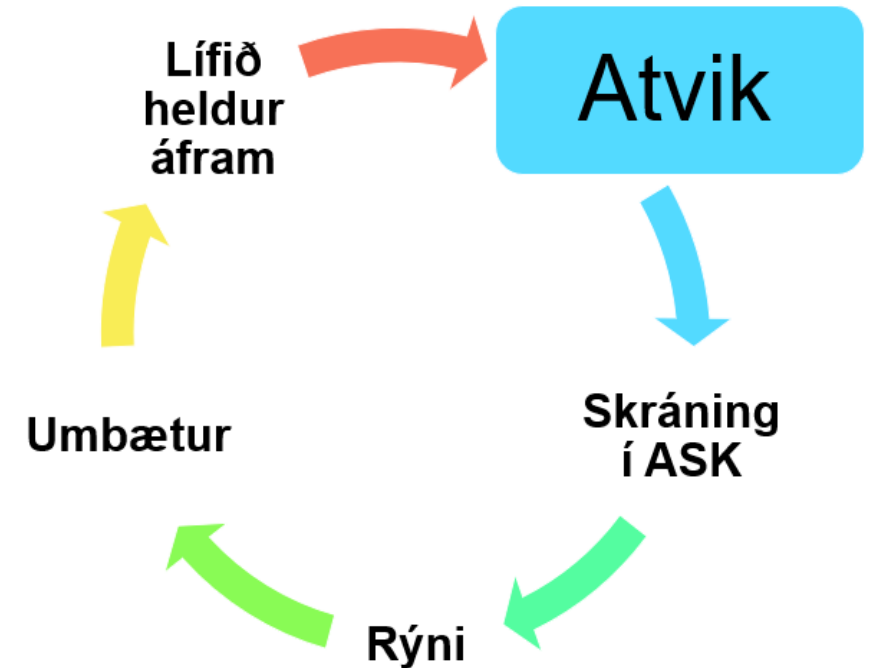 Atvik
Skráning
í ASK
Rýni
Umbætur
Lífið
heldur
áfram